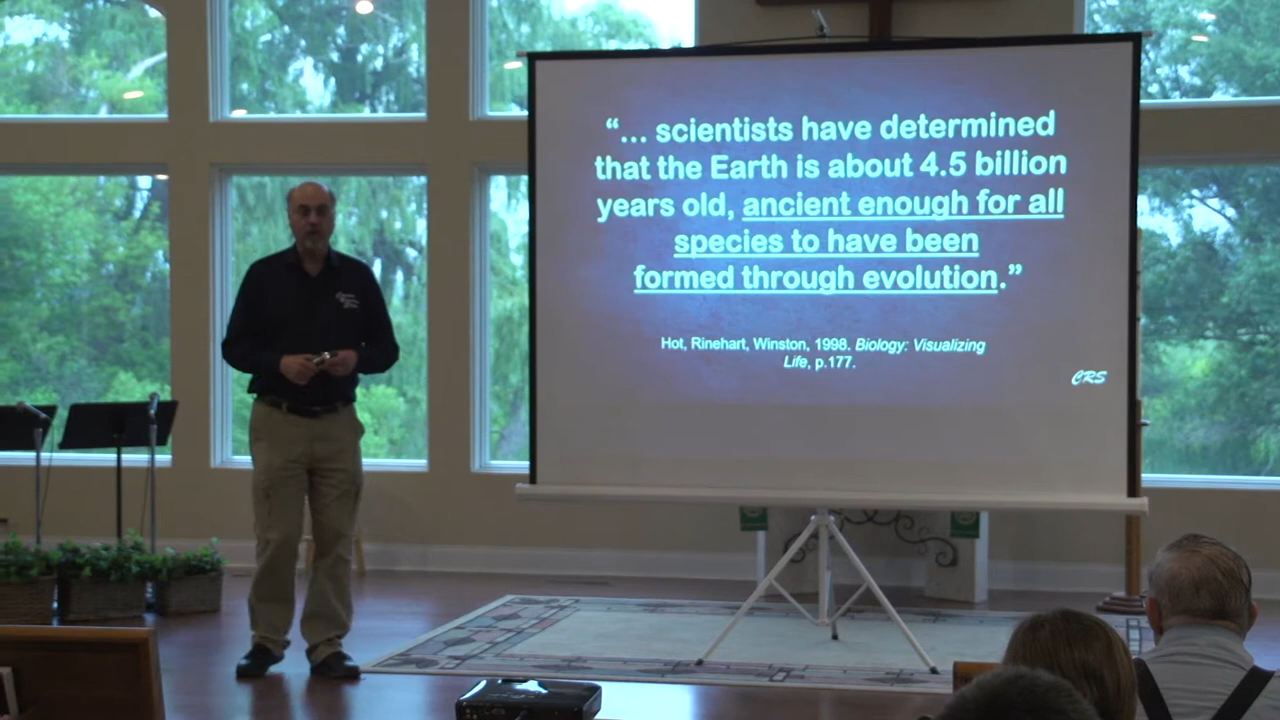 “... scientists have determined
that the Earth is about 4.5 billion
years old, ancient enough for all
species to have been
formed through evolution.”
Hot, Rinehart, Winston, 1998. Biology: Visualizing
Life, p.177.
CRS